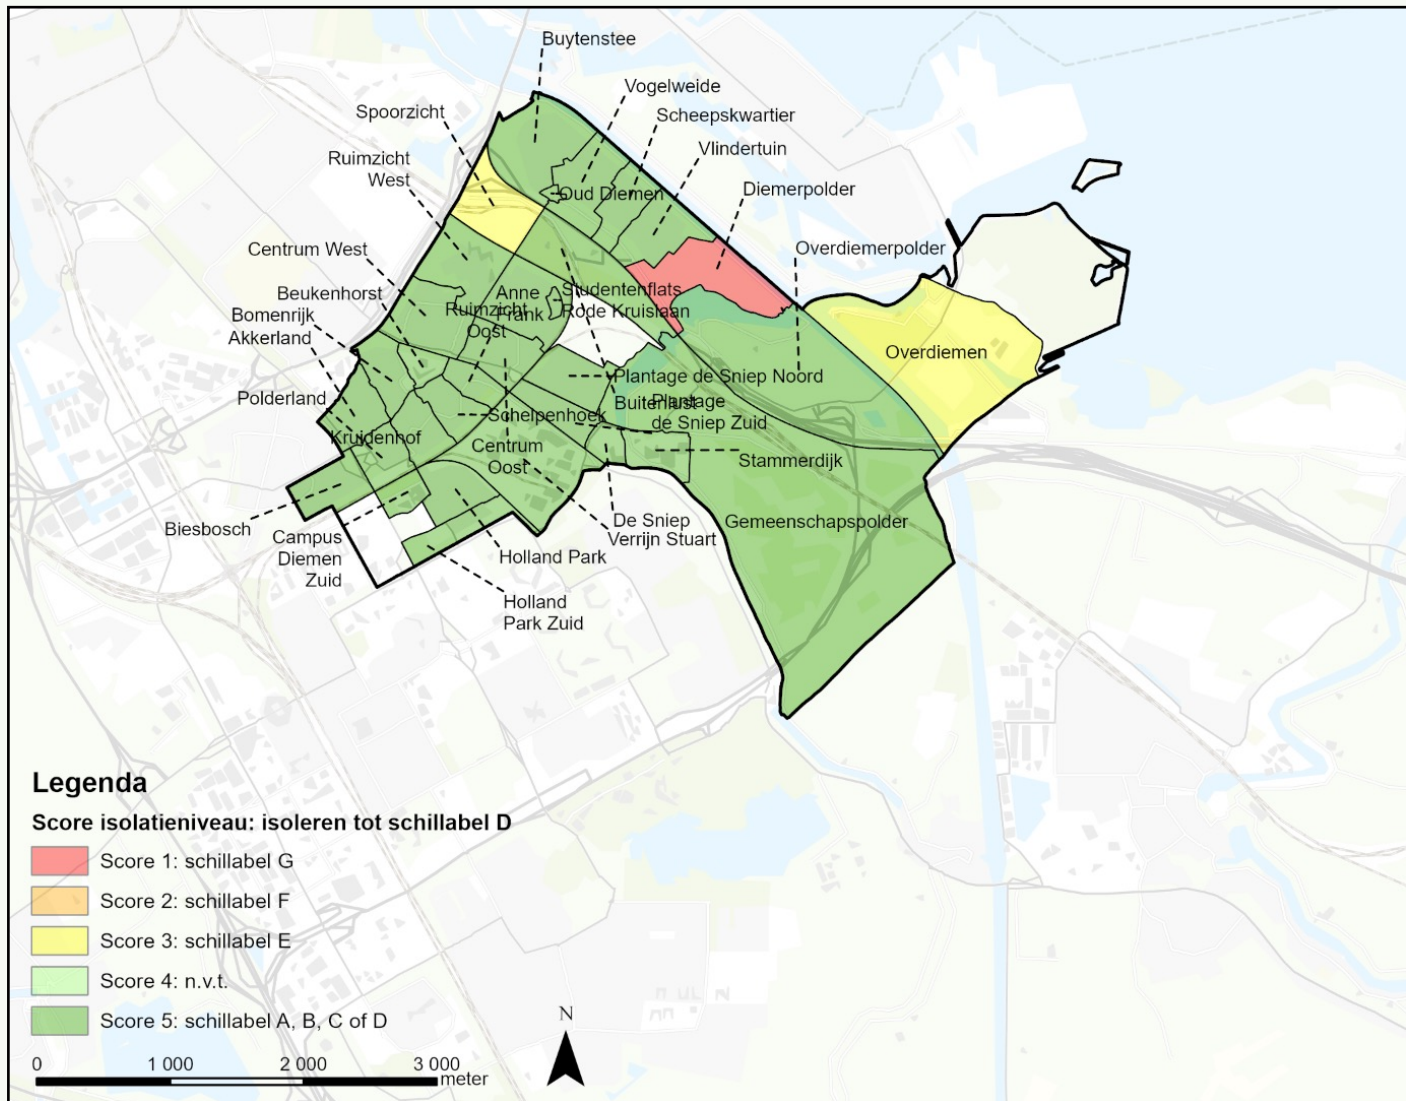 Buytenstee
Vogelweide
Spoorzicht
Scheepskwartier
Ruimzicht
West
Vlindertuin
Oud Diemen
Diemerpolder
Centrum West
Overdiemerpolder
Beukenhorst
Anne
Frank
Studentenflats
Rode Kruislaan
Bomenrijk
Ruimzicht
Oost
Akkerland
Overdiemen
Plantage de Sniep Noord
Polderland
Buitenlust
Plantage
de Sniep Zuid
Schelpenhoek
Kruidenhof
Centrum
Oost
Stammerdijk
Biesbosch
Campus
Diemen
Zuid
De Sniep
Verrijn Stuart
Gemeenschapspolder
Holland Park
Holland
Park Zuid
Legenda
Score isolatieniveau: isoleren tot schillabel D
Score 1: schillabel G
Score 2: schillabel F
Score 3: schillabel E
Score 4: n.v.t.
Score 5: schillabel A, B, C of D
0 1 000 2 000 3 000
meter
N